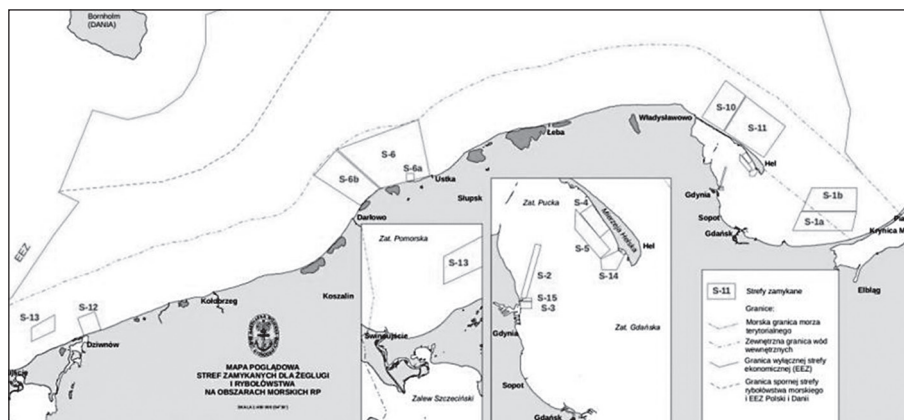 Bornholm
(DANIA)
EEZ
S-13
S-12
Dziwnów
Kołobrzeg
Koszalin
Darłowo
Słupsk
Ustka
S-6
S-6a
S-6b
Łeba
Władysławowo
S-10
S-11
Hel
Gdynia
Sopot
Gdańsk
S-1b
S-1a
Krynica M
Elbląg
Zat. Pomorska
S-13
Świnoujście
Zalew Szczeciński
Zat. Pucka
S-4
Mierzeja Helska
S-5
Hel
S-14
S-2
S-15
S-3
Gdynia
Zat. Gdańska
Sopot
Gdańsk
MAPA POGLĄDOWA
STREF ZAMYKANYCH DLA ŻEGLUGI
I RYBOŁÓWSTWA
NA OBSZARACH MORSKICH RP
S-11 Strefy zamykane
Granice:
Morska granica morza
terytorialnego
Zewnętrzna granica wód
wewnętrznych
Granica wyłącznej strefy
ekonomicznej (EEZ)
Granica spornej strefy
rybołówstwa morskiego
i EEZ Polski i Danii